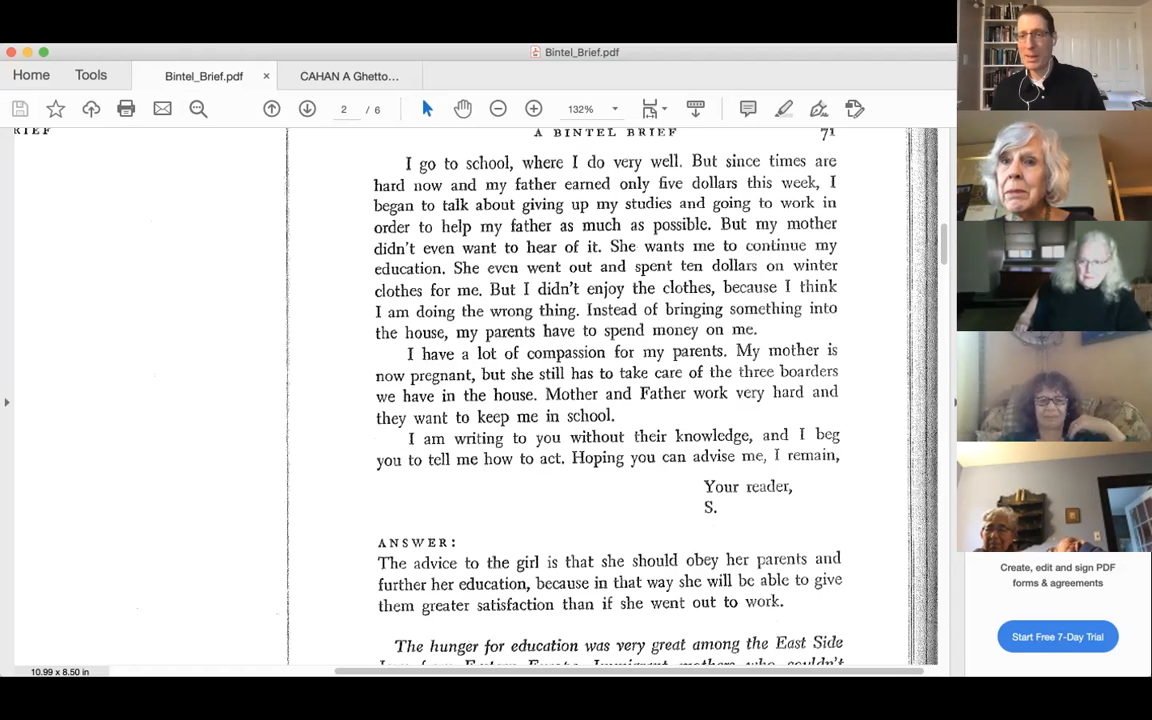 Bintel_Brief.pdf
Home
Tools
Bintel_Brief.pdf
×
CAHAN A Ghetto...
2 / 6
132%
RIEF
A BINTEL BRIEF 71
I go to school, where I do very well. But since times are
hard now and my father earned only five dollars this week, I
began to talk about giving up my studies and going to work in
order to help my father as much as possible. But my mother
didn't even want to hear of it. She wants me to continue my
education. She even went out and spent ten dollars on winter
clothes for me. But I didn't enjoy the clothes, because I think
I am doing the wrong thing. Instead of bringing something into
the house, my parents have to spend money on me.
I have a lot of compassion for my parents. My mother is
now pregnant, but she still has to take care of the three boarders
we have in the house. Mother and Father work very hard and
they want to keep me in school.
I am writing to you without their knowledge, and I beg
you to tell me how to act. Hoping you can advise me, I remain,
Your reader,
S.
ANSWER:
The advice to the girl is that she should obey her parents and
further her education, because in that way she will be able to give
them greater satisfaction than if she went out to work.
The hunger for education was very great among the East Side
Jews from Eastern Europe. Immigrant mothers who couldn't
10.99 x 8.50 in
Create, edit and sign PDF
forms & agreements
Start Free 7-Day Trial